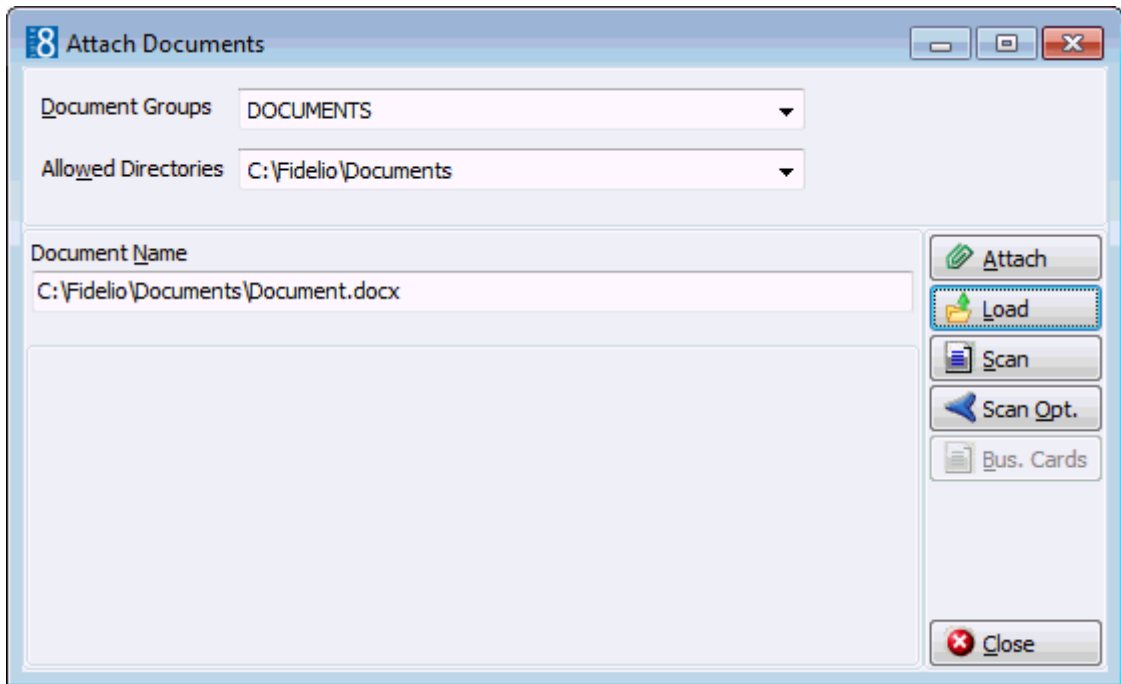 8 Attach Documents
Document Groups DOCUMENTS
Allowed Directories C:\Fidelio\Documents
Document Name
C:\Fidelio\Documents\Document.docx
Attach
Load
Scan
Scan Opt.
Bus. Cards
Close